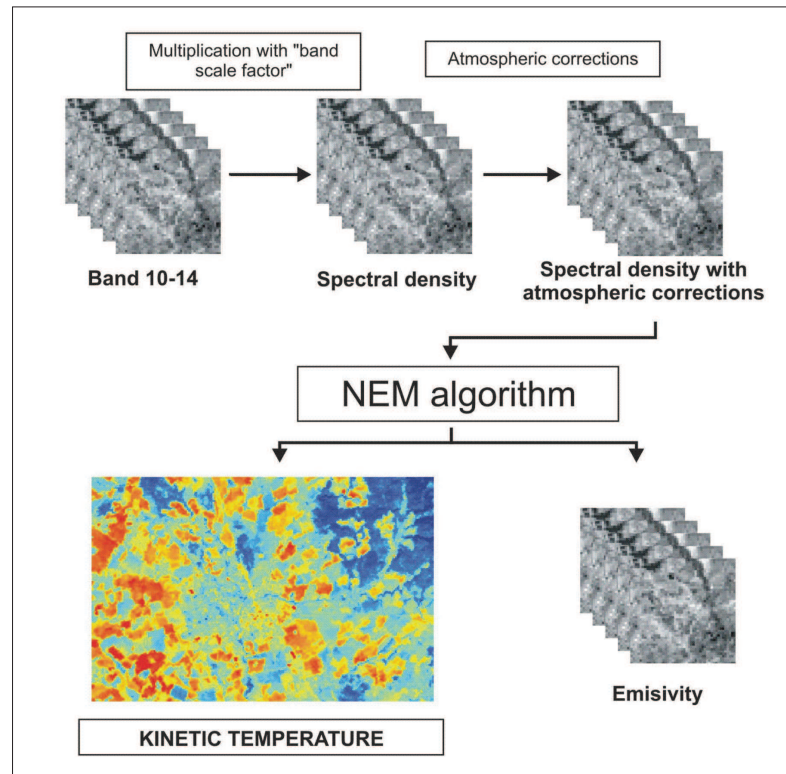 Multiplication with "band
scale factor"
Atmospheric corrections
Band 10-14
Spectral density
Spectral density with
atmospheric corrections
NEM algorithm
KINETIC TEMPERATURE
Emisivity